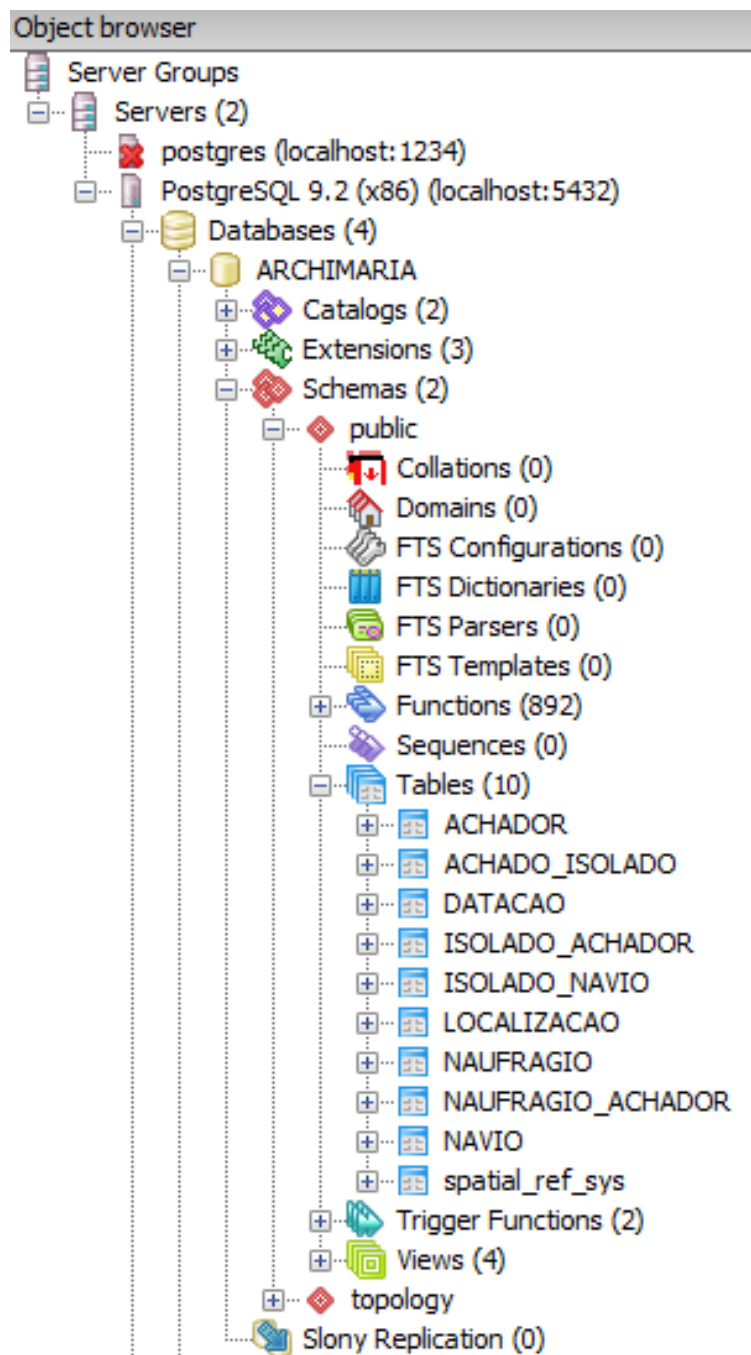 Object browser
Server Groups
Servers (2)
postgres (localhost:1234)
PostgreSQL 9.2 (x86) (localhost:5432)
Databases (4)
ARCHIMARIA
Catalogs (2)
Extensions (3)
Schemas (2)
public
Collations (0)
Domains (0)
FTS Configurations (0)
FTS Dictionaries (0)
FTS Parsers (0)
FTS Templates (0)
Functions (892)
Sequences (0)
Tables (10)
ACHADOR
ACHADO_ISOLADO
DATACAO
ISOLADO_ACHADOR
ISOLADO_NAVIO
LOCALIZACAO
NAUFRAGIO
NAUFRAGIO_ACHADOR
NAVIO
spatial_ref_sys
Trigger Functions (2)
Views (4)
topology
Slony Replication (0)